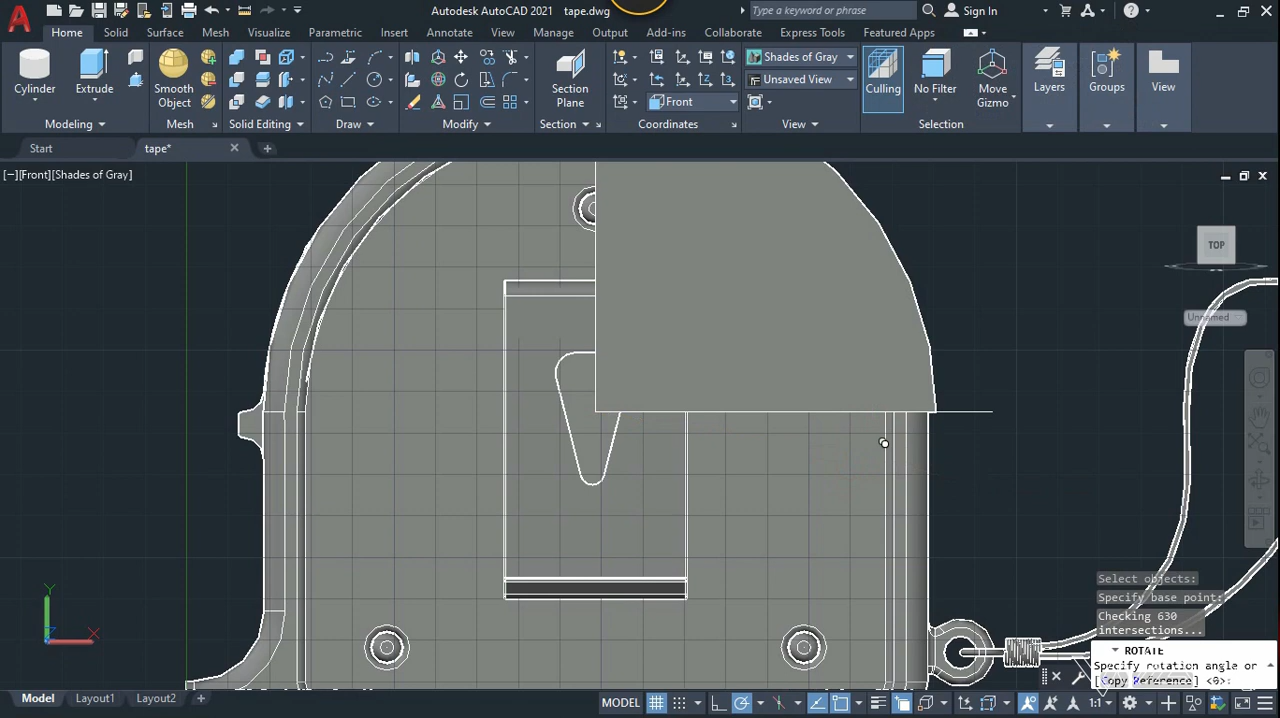 Autodesk AutoCAD 2021 tape.dwg
Type a keyword or phrase
Sign In
Home Solid Surface Mesh Visualize Parametric Insert Annotate View Manage Output Add-ins Collaborate Express Tools Featured Apps
Cylinder
Extrude
Smooth
Object
Section
Plane
Shades of Gray
Unsaved View
Front
Culling
No Filter
Move
Gizmo
Layers
Groups
View
Modeling
Mesh
Solid Editing
Draw
Modify
Section
Coordinates
View
Selection
Start
tape*
[−][Front][Shades of Gray]
TOP
Unnamed
Y
X
Select objects:
Specify base point:
Checking 630
intersections...
ROTATE
Specify rotation angle or
[Copy Reference] <0>:
Model
Layout1
Layout2
MODEL